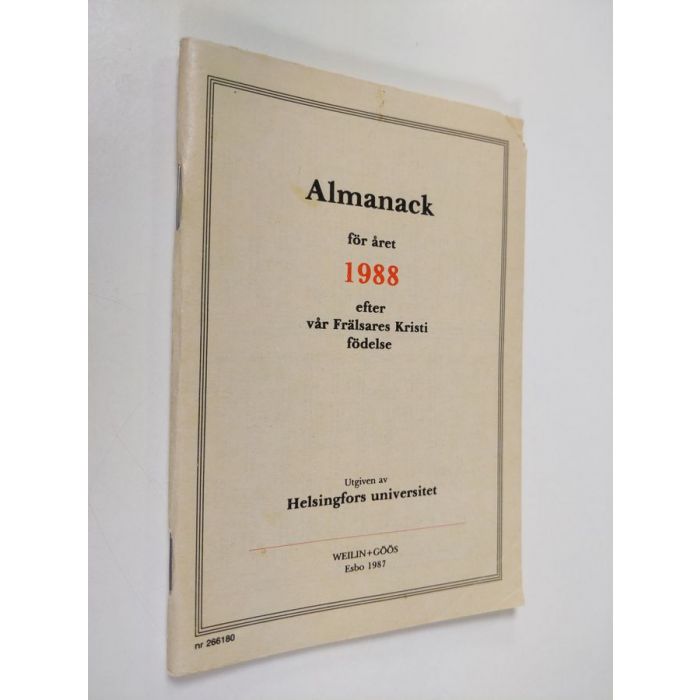 Almanack
för året
1988
efter
vår Frälsares Kristi
födelse
Utgiven av
Helsingfors universitet
WEILIN+GÖÖS
Esbo 1987
nr 266180